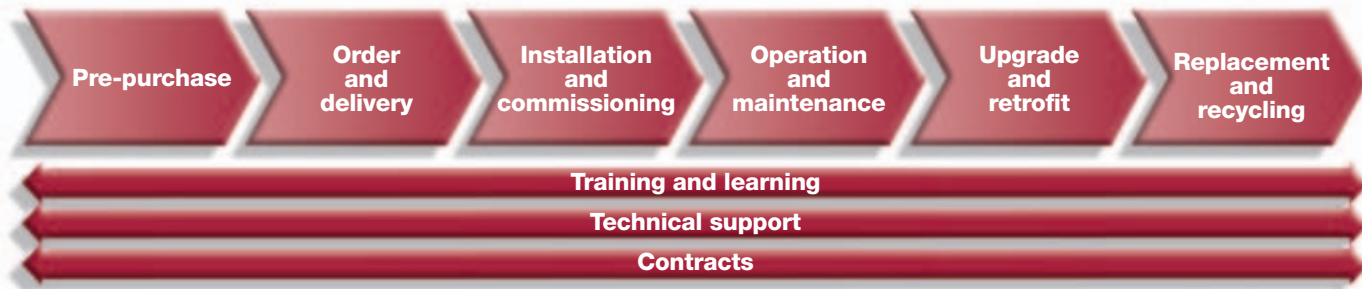 Pre-purchase
Order
and
delivery
Installation
and
commissioning
Operation
and
maintenance
Upgrade
and
retrofit
Replacement
and
recycling
Training and learning
Technical support
Contracts